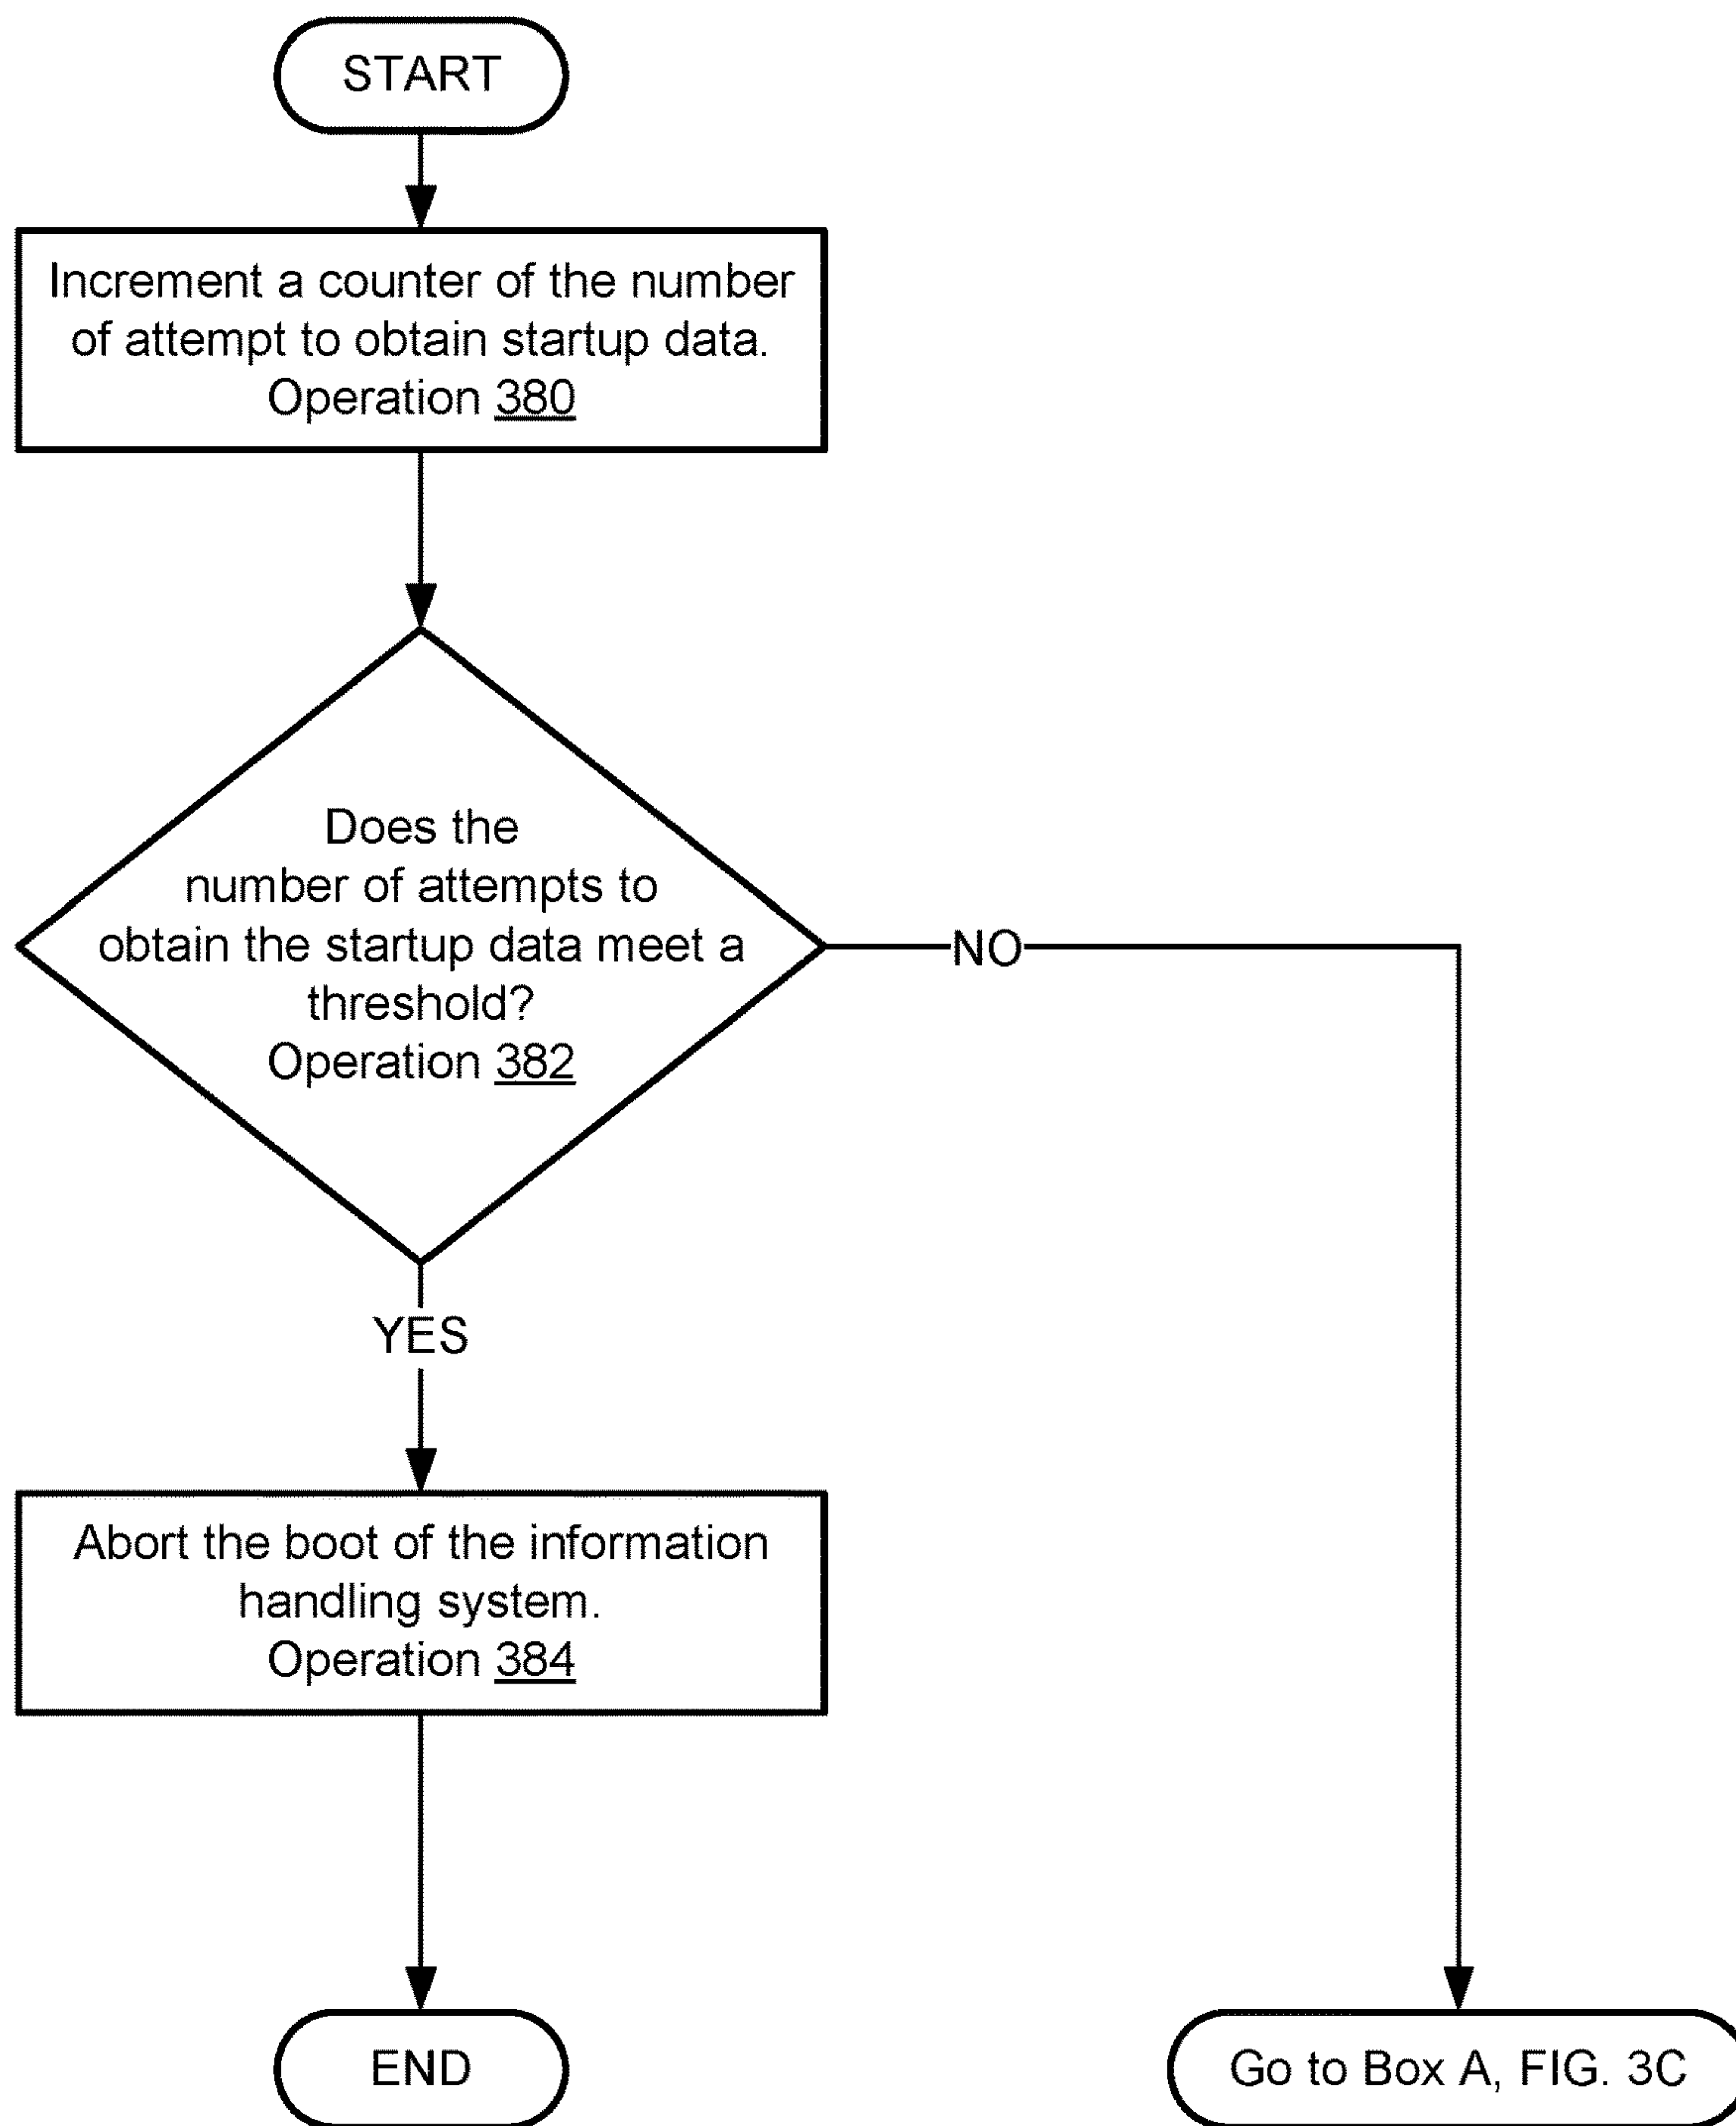 START
Increment a counter of the number
of attempt to obtain startup data.
Operation 380
Does the
number of attempts to
obtain the startup data meet a
threshold?
Operation 382
NO
YES
Abort the boot of the information
handling system.
Operation 384
END
Go to Box A, FIG. 3C